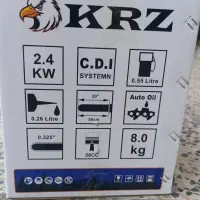 KRZ
2.4
KW
C.D.I
SYSTEMN
0.55 Litre
0.26 Litre
20"
50cm
Auto Oil
0.325"
58CC
8.0
kg